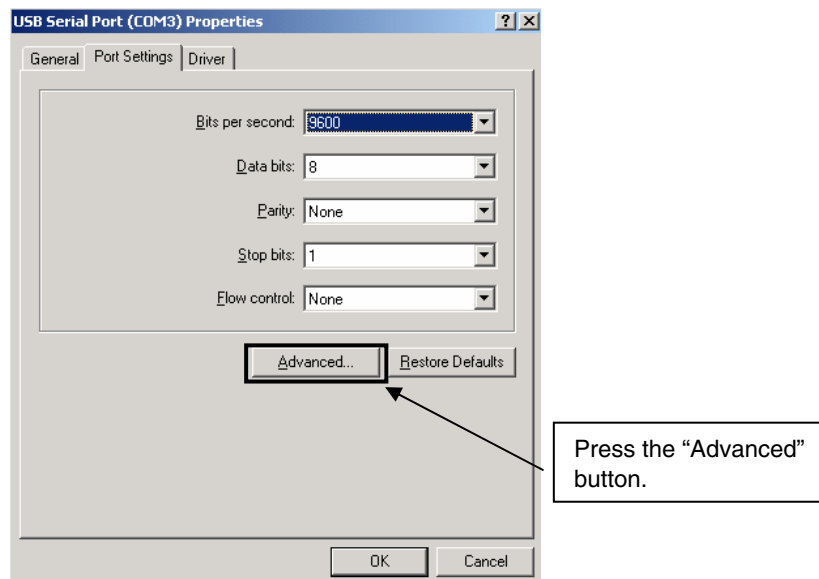 USB Serial Port (COM3) Properties
General Port Settings Driver
Bits per second: 9600
Data bits: 8
Parity: None
Stop bits: 1
Flow control: None
Advanced... Restore Defaults
Press the “Advanced”
button.
OK Cancel